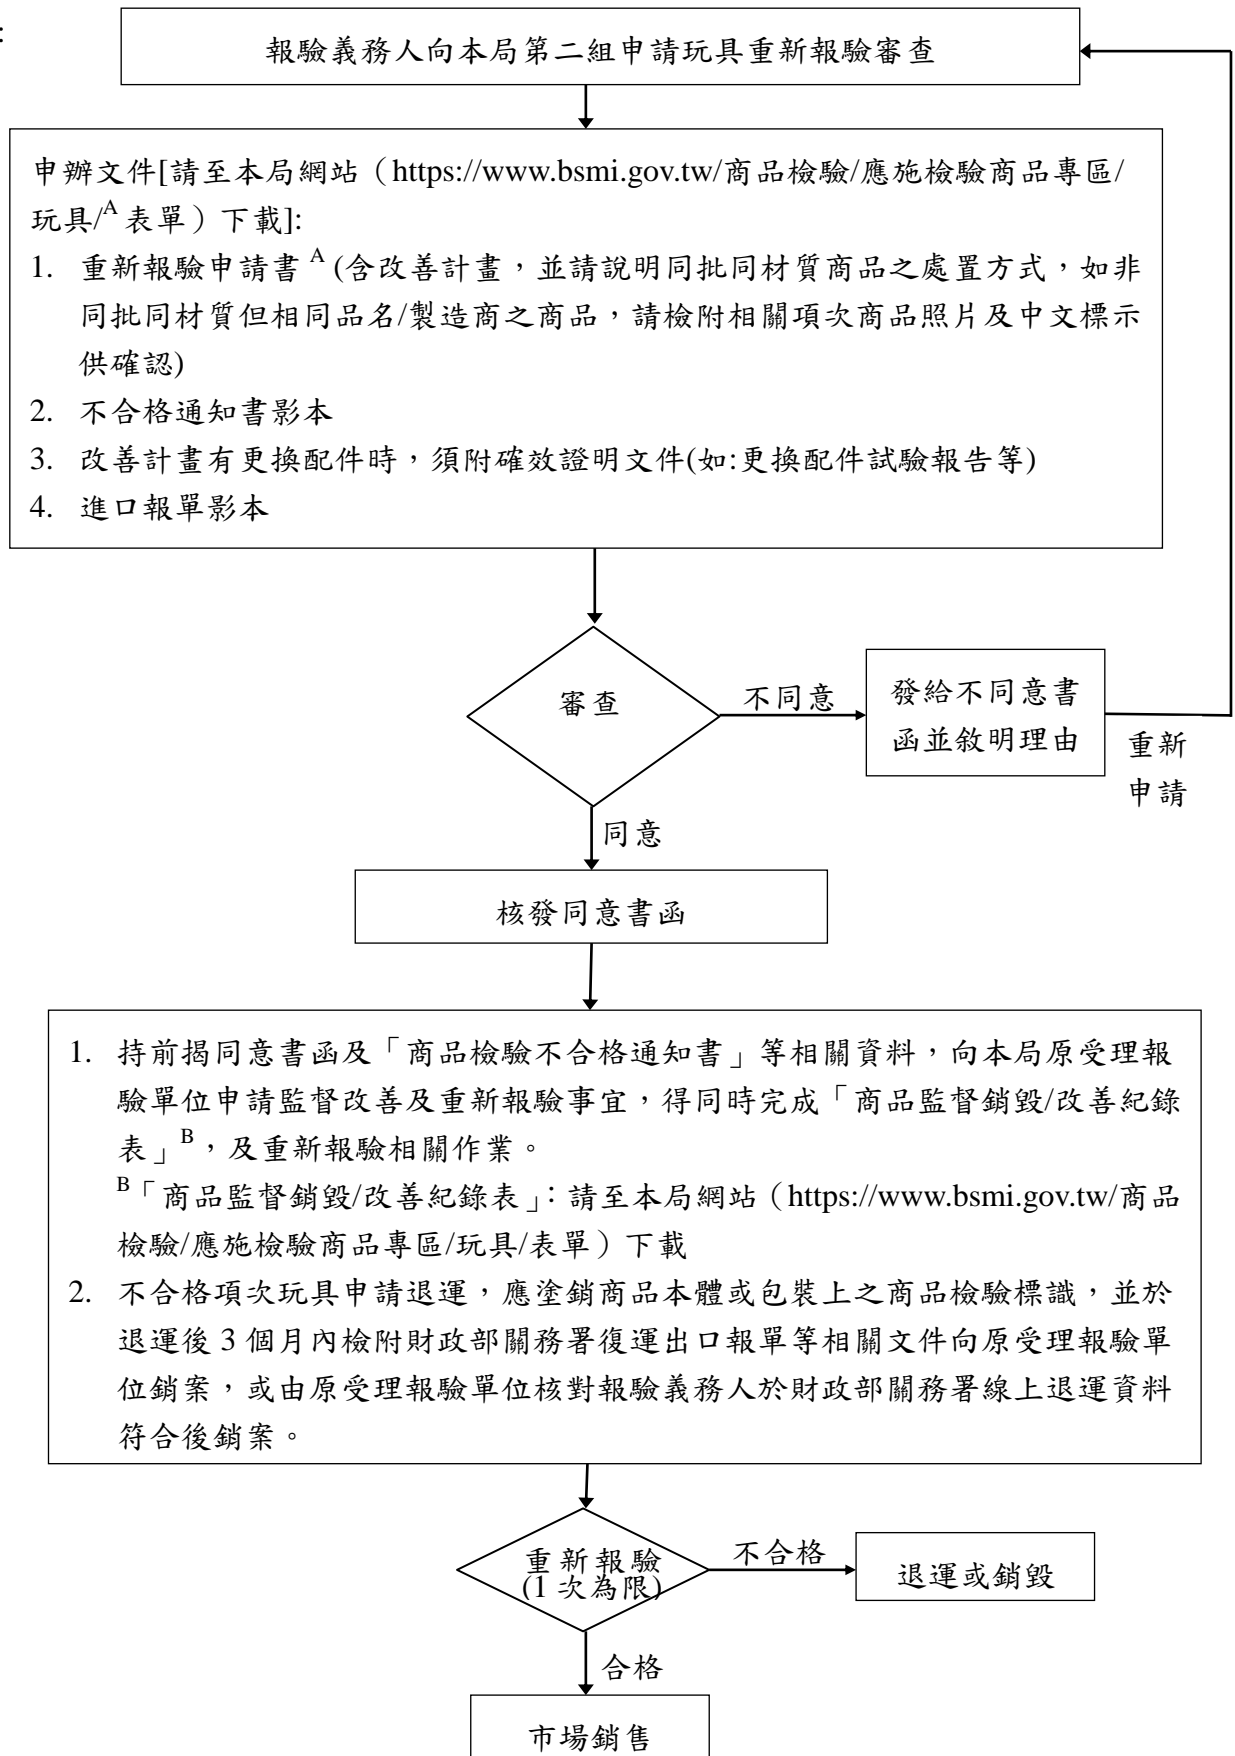 :
報驗義務人向本局第二組申請玩具重新報驗審查
申辦文件[請至本局網站（https://www.bsmi.gov.tw/商品檢驗/應施檢驗商品專區/
玩具/A 表單）下載]:
1. 重新報驗申請書 A (含改善計畫，並請說明同批同材質商品之處置方式，如非
同批同材質但相同品名/製造商之商品，請檢附相關項次商品照片及中文標示
供確認)
2. 不合格通知書影本
3. 改善計畫有更換配件時，須附確效證明文件(如:更換配件試驗報告等)
4. 進口報單影本
審查
不同意
發給不同意書
函並敘明理由
重新
申請
同意
核發同意書函
1. 持前揭同意書函及「商品檢驗不合格通知書」等相關資料，向本局原受理報
驗單位申請監督改善及重新報驗事宜，得同時完成「商品監督銷毀/改善紀錄
表」B，及重新報驗相關作業。
B「商品監督銷毀/改善紀錄表」：請至本局網站（https://www.bsmi.gov.tw/商品
檢驗/應施檢驗商品專區/玩具/表單）下載
2. 不合格項次玩具申請退運，應塗銷商品本體或包裝上之商品檢驗標識，並於
退運後 3 個月內檢附財政部關務署復運出口報單等相關文件向原受理報驗單
位銷案，或由原受理報驗單位核對報驗義務人於財政部關務署線上退運資料
符合後銷案。
重新報驗
(1 次為限)
不合格
退運或銷毀
合格
市場銷售